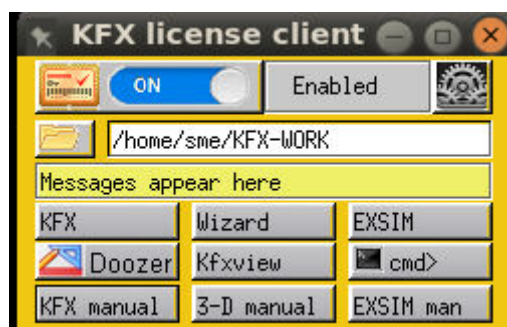 KFX license client
ON Enabled
/home/sme/KFX-WORK
Messages appear here
KFX Wizard EXSIM
Doozer Kfxview cmd>
KFX manual 3-D manual EXSIM man